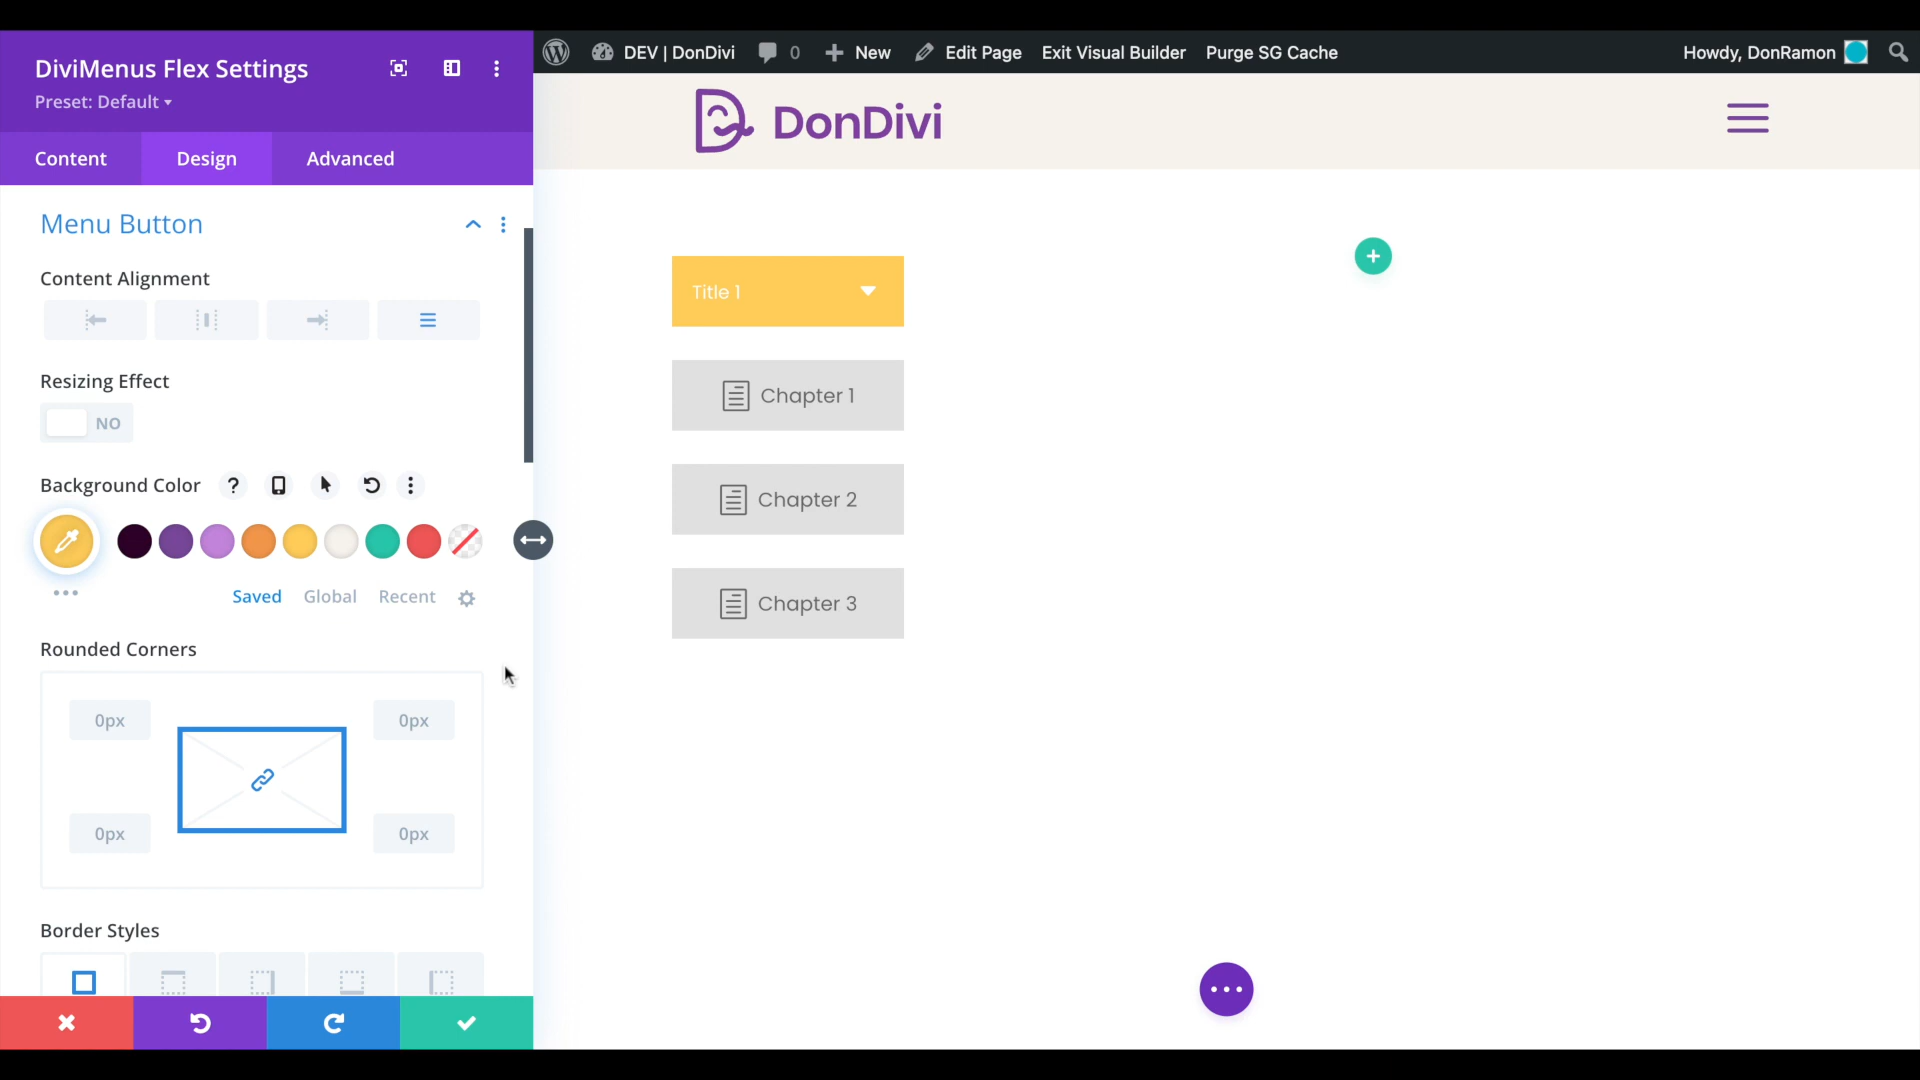 DiviMenus Flex Settings
Preset: Default
Content Design Advanced
Menu Button
Content Alignment
Resizing Effect
NO
Background Color ?
Saved Global Recent
Rounded Corners
0px 0px
0px 0px
Border Styles
DEV | DonDivi 0 New Edit Page Exit Visual Builder Purge SG Cache Howdy, DonRamon
DonDivi
Title 1
Chapter 1
Chapter 2
Chapter 3